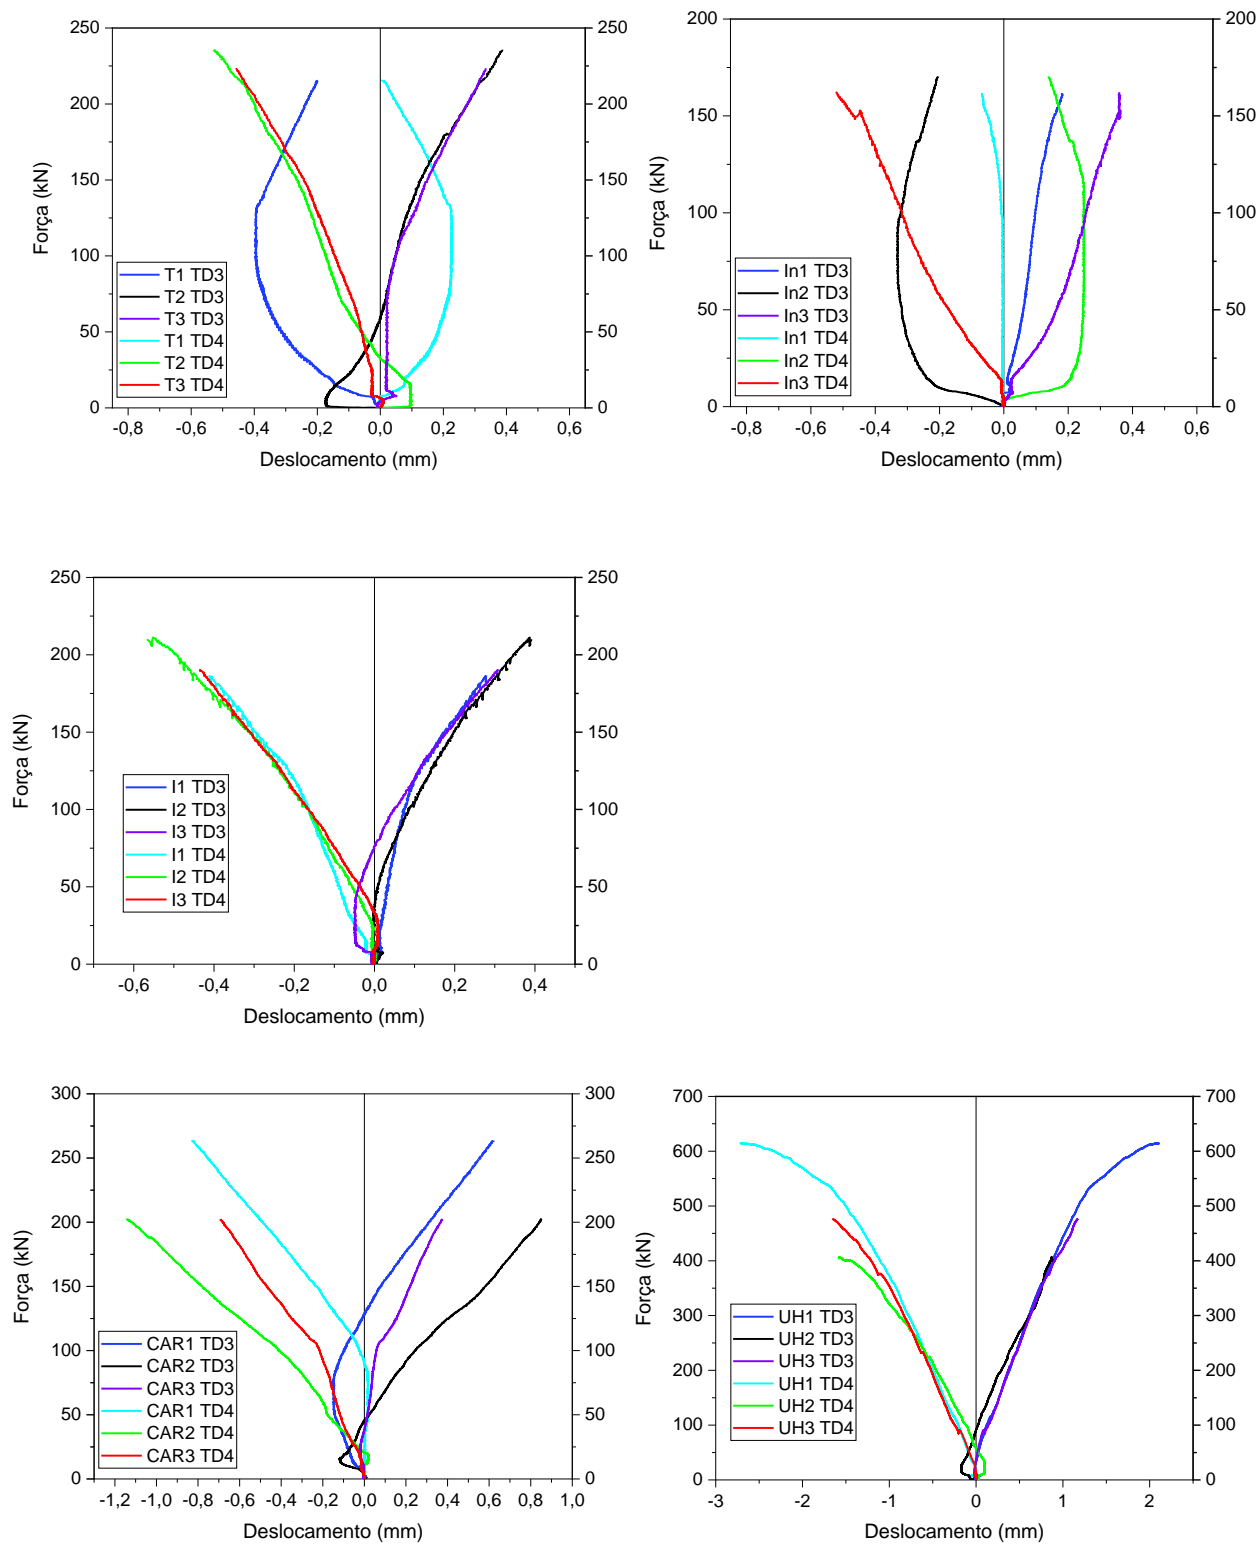 250
200
150
100
50
0
250
200
150
100
50
0
-0,8 -0,6 -0,4 -0,2 0,0 0,2 0,4 0,6
Força (kN)
Deslocamento (mm)
T1 TD3
T2 TD3
T3 TD3
T1 TD4
T2 TD4
T3 TD4
200
150
100
50
0
200
150
100
50
0
-0,8 -0,6 -0,4 -0,2 0,0 0,2 0,4 0,6
Força (kN)
Deslocamento (mm)
In1 TD3
In2 TD3
In3 TD3
In1 TD4
In2 TD4
In3 TD4
250
200
150
100
50
0
250
200
150
100
50
0
-0,6 -0,4 -0,2 0,0 0,2 0,4
Força (kN)
Deslocamento (mm)
I1 TD3
I2 TD3
I3 TD3
I1 TD4
I2 TD4
I3 TD4
300
250
200
150
100
50
0
300
250
200
150
100
50
0
-1,2 -1,0 -0,8 -0,6 -0,4 -0,2 0,0 0,2 0,4 0,6 0,8 1,0
Força (kN)
Deslocamento (mm)
CAR1 TD3
CAR2 TD3
CAR3 TD3
CAR1 TD4
CAR2 TD4
CAR3 TD4
700
600
500
400
300
200
100
0
700
600
500
400
300
200
100
0
-3 -2 -1 0 1 2
Força (kN)
Deslocamento (mm)
UH1 TD3
UH2 TD3
UH3 TD3
UH1 TD4
UH2 TD4
UH3 TD4